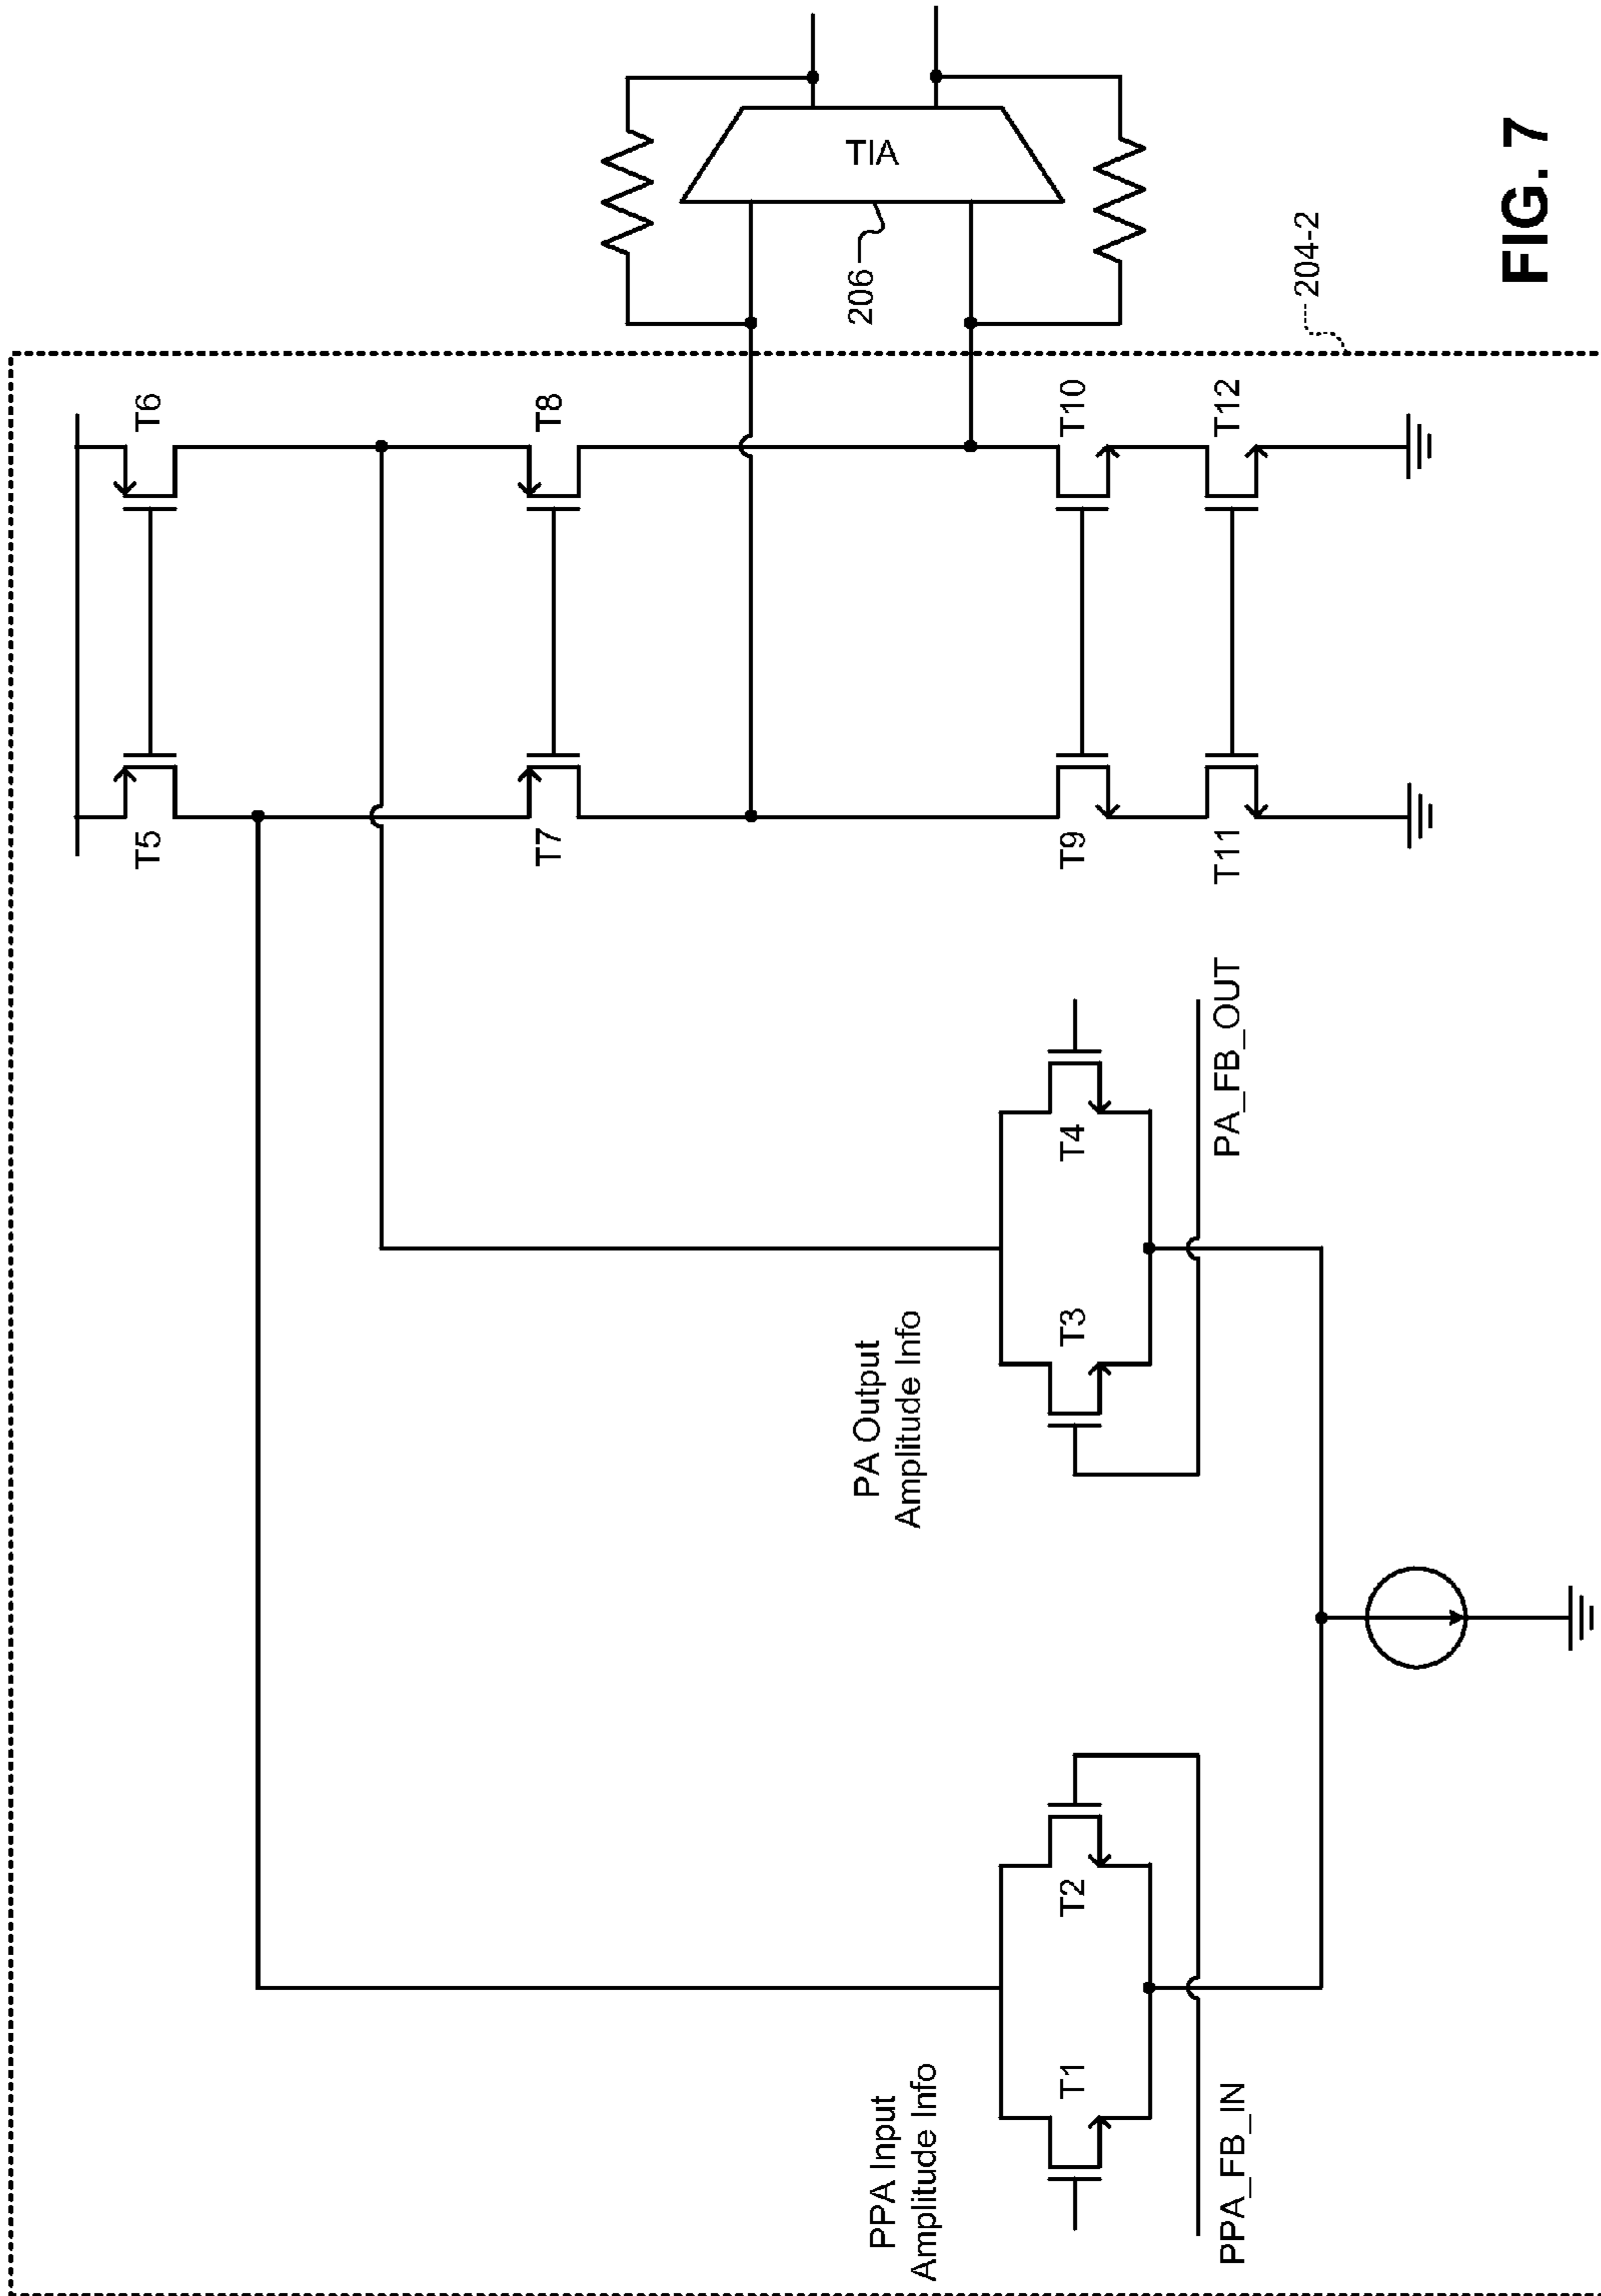 T5
T6
T7
T8
TIA
206
PPA Input
Amplitude Info
PA Output
Amplitude Info
T1
T2
T3
T4
T9
T10
PPA_FB_IN
PA_FB_OUT
T11
T12
204-2
FIG. 7